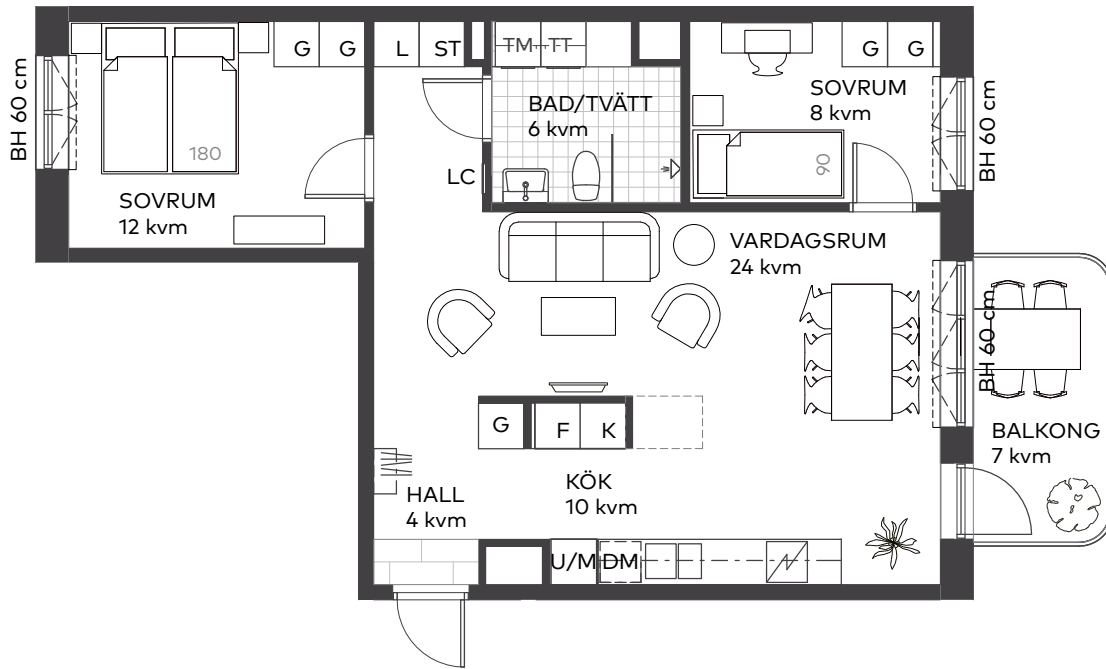 G G
L ST
TM TT
G G
BH 60 cm
SOVRUM
8 kvm
BH 60 cm
BAD/TVÄTT
6 kvm
180
90
LC
SOVRUM
12 kvm
VARDAGSRUM
24 kvm
BH 60 cm
G F K
BALKONG
7 kvm
KÖK
10 kvm
HALL
4 kvm
U/M DM